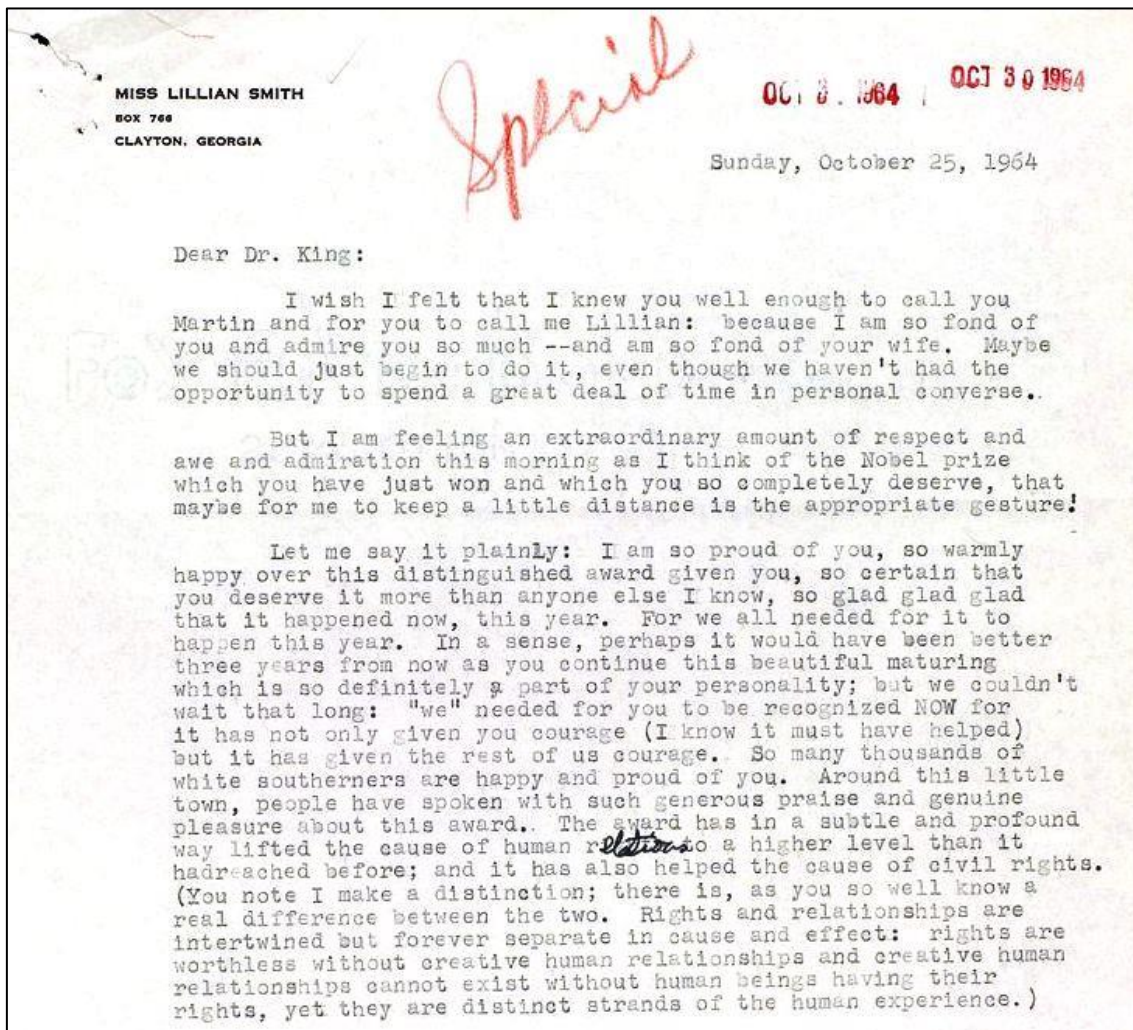 MISS LILLIAN SMITH
BOX 766
CLAYTON, GEORGIA
Special
OCT 3 . 1964
OCT 30 1964
Sunday, October 25, 1964
Dear Dr. King:
I wish I felt that I knew you well enough to call you
Martin and for you to call me Lillian: because I am so fond of
you and admire you so much --and am so fond of your wife. Maybe
we should just begin to do it, even though we haven't had the
opportunity to spend a great deal of time in personal converse.
But I am feeling an extraordinary amount of respect and
awe and admiration this morning as I think of the Nobel prize
which you have just won and which you so completely deserve, that
maybe for me to keep a little distance is the appropriate gesture!
Let me say it plainly: I am so proud of you, so warmly
happy over this distinguished award given you, so certain that
you deserve it more than anyone else I know, so glad glad glad
that it happened now, this year. For we all needed for it to
happen this year. In a sense, perhaps it would have been better
three years from now as you continue this beautiful maturing
which is so definitely a part of your personality; but we couldn't
wait that long: "we" needed for you to be recognized NOW for
it has not only given you courage (I know it must have helped)
but it has given the rest of us courage. So many thousands of
white southerners are happy and proud of you. Around this little
town, people have spoken with such generous praise and genuine
pleasure about this award. The award has in a subtle and profound
way lifted the cause of human relations to a higher level than it
hadreached before; and it has also helped the cause of civil rights.
(You note I make a distinction; there is, as you so well know a
real difference between the two. Rights and relationships are
intertwined but forever separate in cause and effect: rights are
worthless without creative human relationships and creative human
relationships cannot exist without human beings having their
rights, yet they are distinct strands of the human experience.)